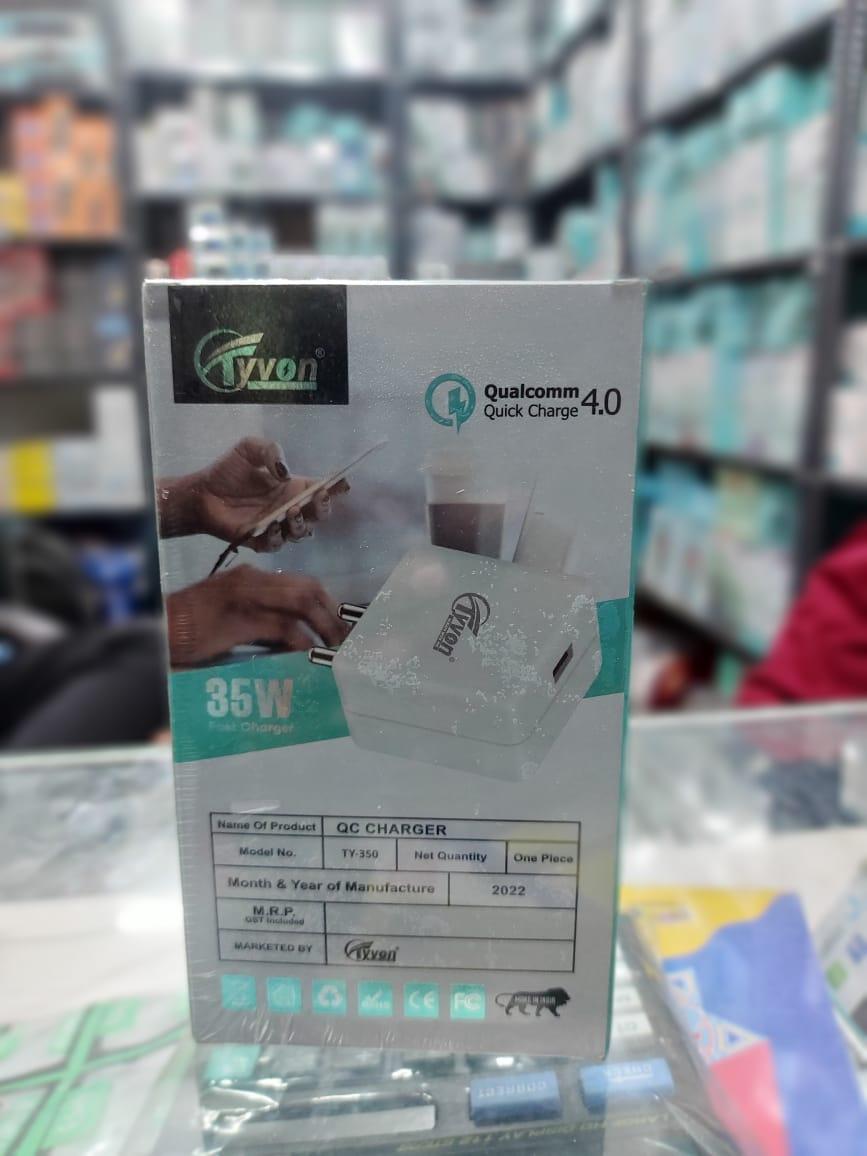 Tyvon®
Qualcomm
Quick Charge 4.0
Tyvon®
35W
Fast Charger
Name Of Product QC CHARGER
Model No. TY-350 Net Quantity One Piece
Month & Year of Manufacture 2022
M.R.P.
GST Included
MARKETED BY Tyvon®
CE FC MAKE IN INDIA
CORRECT CHECK